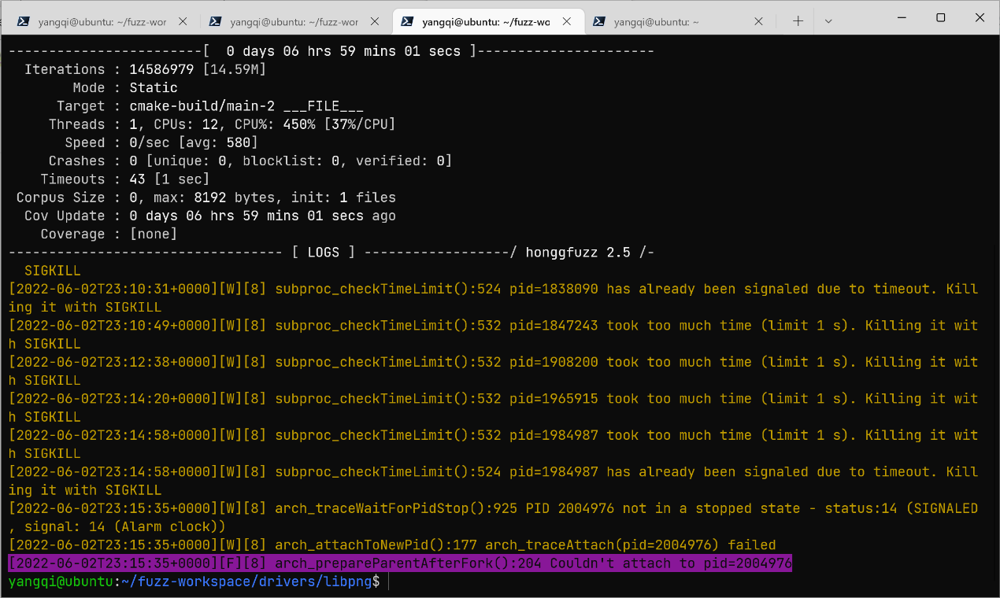 yangqi@ubuntu: ~/fuzz-wor
yangqi@ubuntu: ~/fuzz-wor
yangqi@ubuntu: ~/fuzz-wo
yangqi@ubuntu: ~
------------------------[  0 days 06 hrs 59 mins 01 secs ]----------------------
  Iterations : 14586979 [14.59M]
        Mode : Static
      Target : cmake-build/main-2 ___FILE___
     Threads : 1, CPUs: 12, CPU%: 450% [37%/CPU]
       Speed : 0/sec [avg: 580]
     Crashes : 0 [unique: 0, blocklist: 0, verified: 0]
    Timeouts : 43 [1 sec]
 Corpus Size : 0, max: 8192 bytes, init: 1 files
  Cov Update : 0 days 06 hrs 59 mins 01 secs ago
    Coverage : [none]
---------------------------------- [ LOGS ] ------------------/ honggfuzz 2.5 /-
  SIGKILL
[2022-06-02T23:10:31+0000][W][8] subproc_checkTimeLimit():524 pid=1838090 has already been signaled due to timeout. Kill
ing it with SIGKILL
[2022-06-02T23:10:49+0000][W][8] subproc_checkTimeLimit():532 pid=1847243 took too much time (limit 1 s). Killing it wit
h SIGKILL
[2022-06-02T23:12:38+0000][W][8] subproc_checkTimeLimit():532 pid=1908200 took too much time (limit 1 s). Killing it wit
h SIGKILL
[2022-06-02T23:14:20+0000][W][8] subproc_checkTimeLimit():532 pid=1965915 took too much time (limit 1 s). Killing it wit
h SIGKILL
[2022-06-02T23:14:58+0000][W][8] subproc_checkTimeLimit():532 pid=1984987 took too much time (limit 1 s). Killing it wit
h SIGKILL
[2022-06-02T23:14:58+0000][W][8] subproc_checkTimeLimit():524 pid=1984987 has already been signaled due to timeout. Kill
ing it with SIGKILL
[2022-06-02T23:15:35+0000][W][8] arch_traceWaitForPidStop():925 PID 2004976 not in a stopped state - status:14 (SIGNALED
, signal: 14 (Alarm clock))
[2022-06-02T23:15:35+0000][W][8] arch_attachToNewPid():177 arch_traceAttach(pid=2004976) failed
[2022-06-02T23:15:35+0000][F][8] arch_prepareParentAfterFork():204 Couldn't attach to pid=2004976
yangqi@ubuntu:~/fuzz-workspace/drivers/libpng$